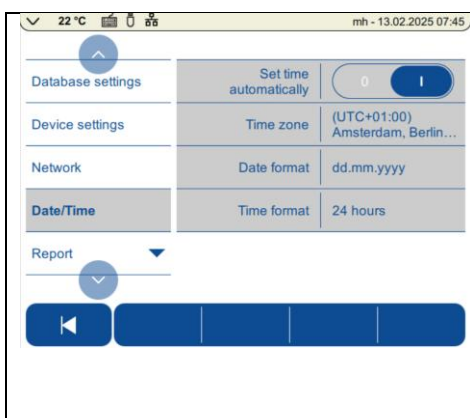 22 °C
mh - 13.02.2025 07:45
Database settings
Device settings
Network
Date/Time
Report
Set time
automatically
0
I
Time zone
(UTC+01:00)
Amsterdam, Berlin...
Date format
dd.mm.yyyy
Time format
24 hours